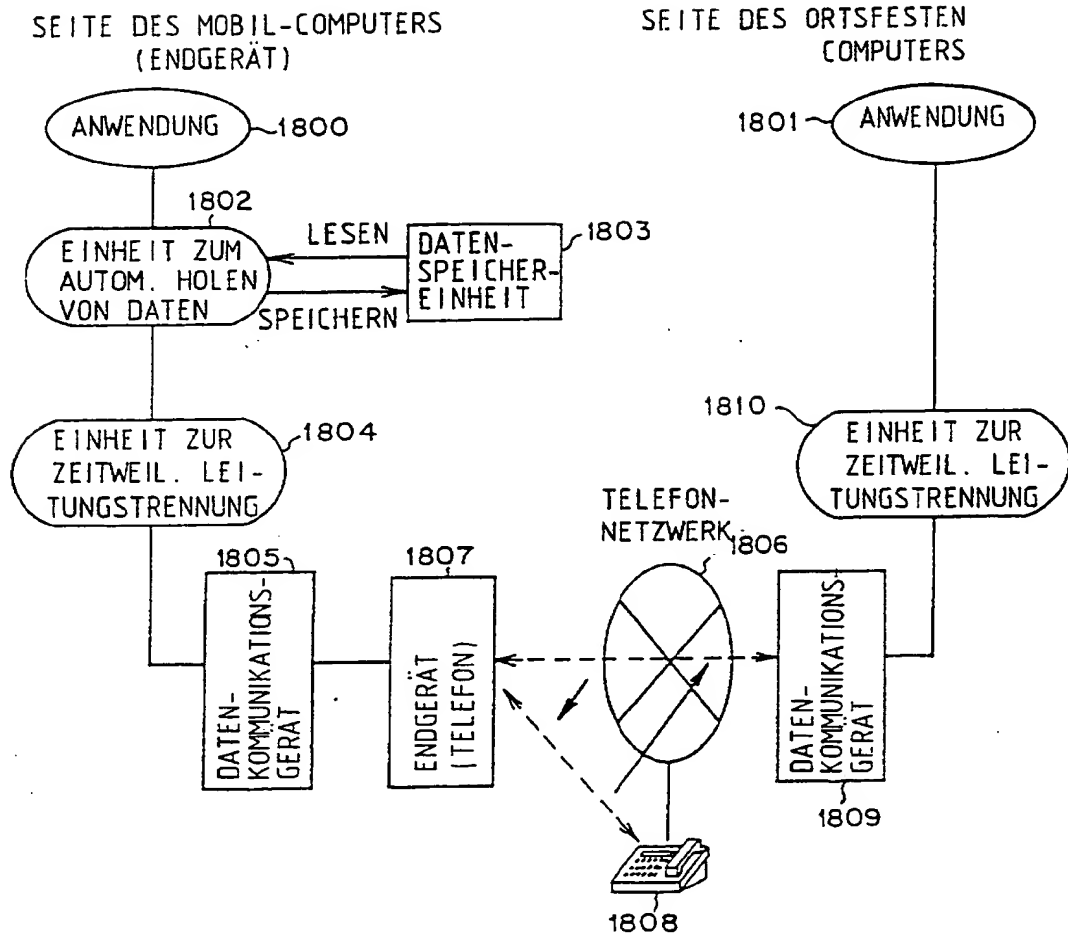 SEITE DES MOBIL-COMPUTERS
(ENDGERÄT)
SEITE DES ORTSFESTEN
COMPUTERS
ANWENDUNG
1800
1801
ANWENDUNG
1802
EINHEIT ZUM
AUTOM. HOLEN
VON DATEN
LESEN
SPEICHERN
DATEN-
SPEICHER-
EINHEIT
1803
EINHEIT ZUR
ZEITWEIL. LEI-
TUNGSTRENNUNG
1804
1810
EINHEIT ZUR
ZEITWEIL. LEI-
TUNGSTRENNUNG
TELEFON-
NETZWERK
1806
1805
DATEN-
KOMMUNIKATIONS-
GERÄT
1807
ENDGERÄT
(TELEFON)
DATEN-
KOMMUNIKATIONS
GERÄT
1809
1808